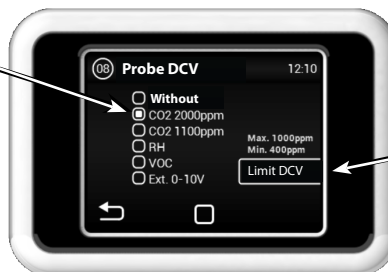 08 Probe DCV 12:10
Without
CO2 2000ppm
CO2 1100ppm
RH
VOC
Ext. 0-10V
Max. 1000ppm
Min. 400ppm
Limit DCV